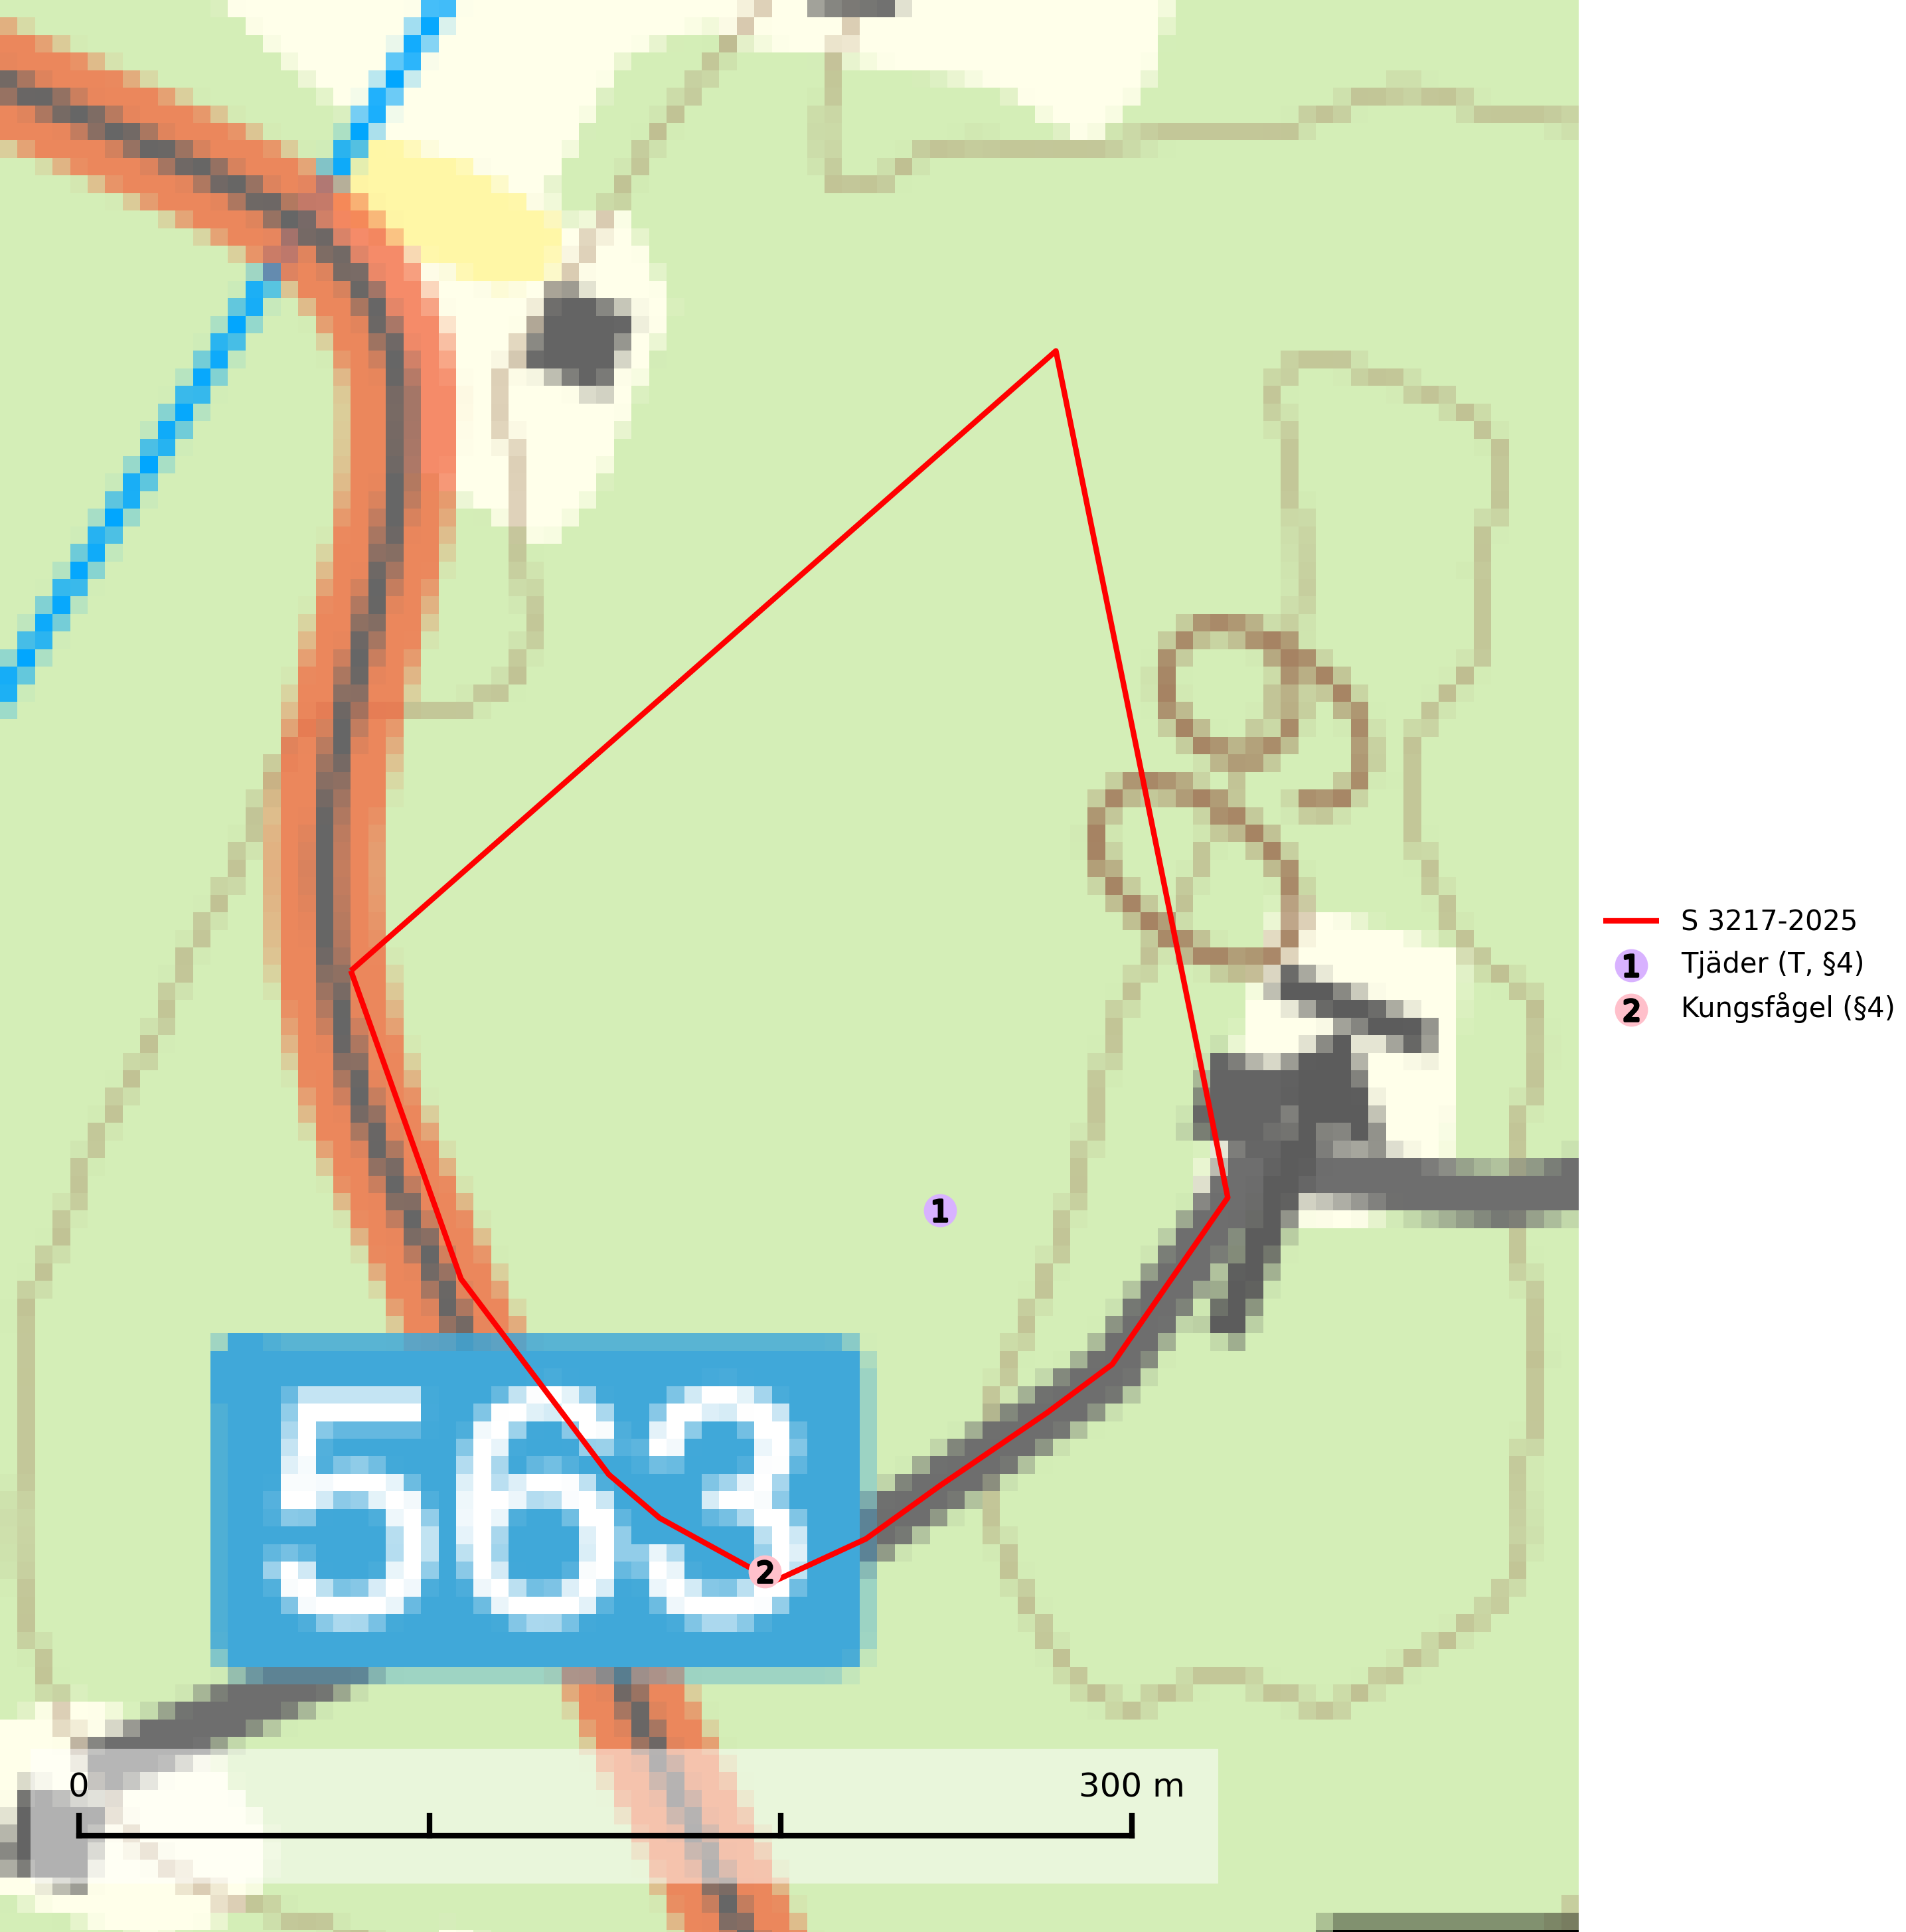 S 3217-2025
1 Tjäder (T, §4)
2 Kungsfågel (§4)
1
563
2
0 300 m